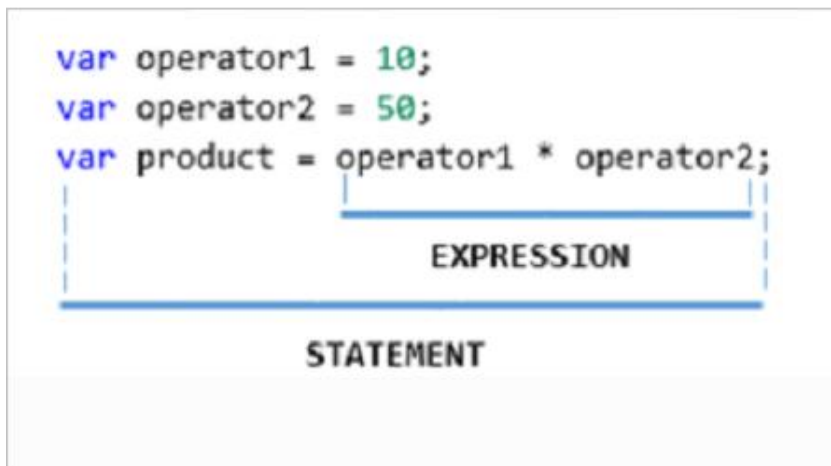 var operator1 = 10;
var operator2 = 50;
var product = operator1 * operator2;
EXPRESSION
STATEMENT